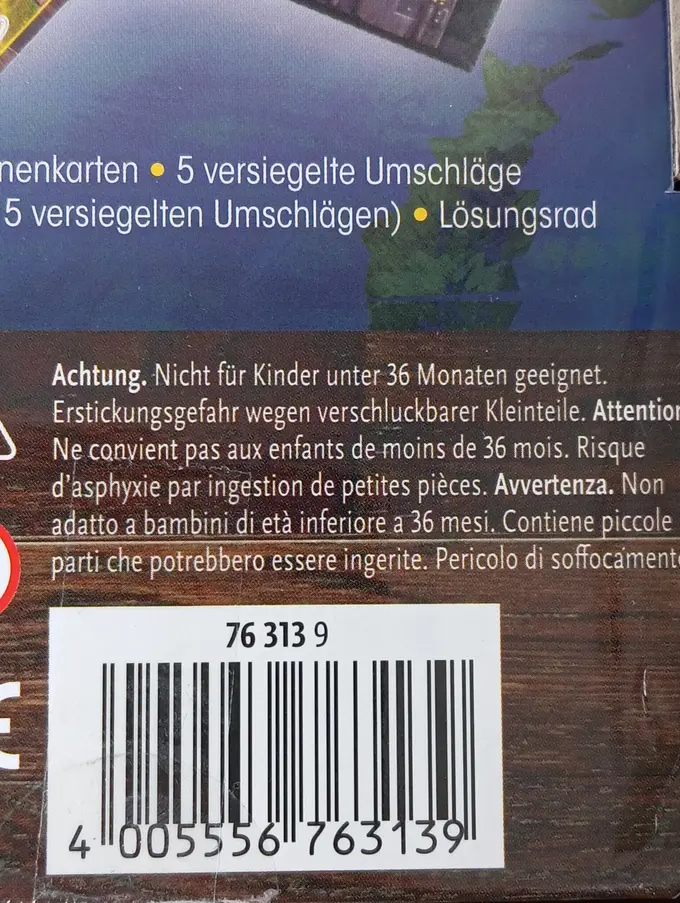 nenkarten • 5 versiegelte Umschläge
5 versiegelten Umschlägen) • Lösungsrad
Achtung. Nicht für Kinder unter 36 Monaten geeignet.
Erstickungsgefahr wegen verschluckbarer Kleinteile. Attention
Ne convient pas aux enfants de moins de 36 mois. Risque
d'asphyxie par ingestion de petites pièces. Avvertenza. Non
adatto a bambini di età inferiore a 36 mesi. Contiene piccole
parti che potrebbero essere ingerite. Pericolo di soffocament
76 313 9
4 005556 763139